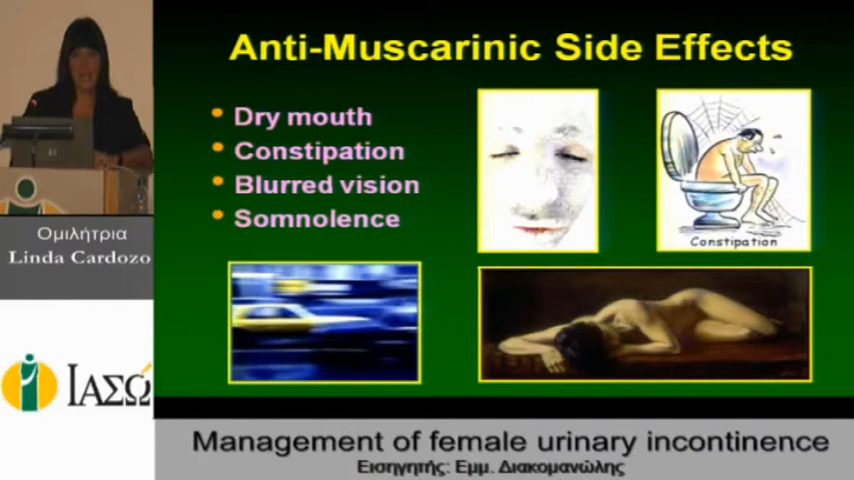 Anti-Muscarinic Side Effects
Dry mouth
Constipation
Blurred vision
Somnolence
Constipation
Ομιλήτρια
Linda Cardozo
ΙΑΣΩ
Management of female urinary incontinence
Εισηγητής: Εμμ. Διακομανώλης